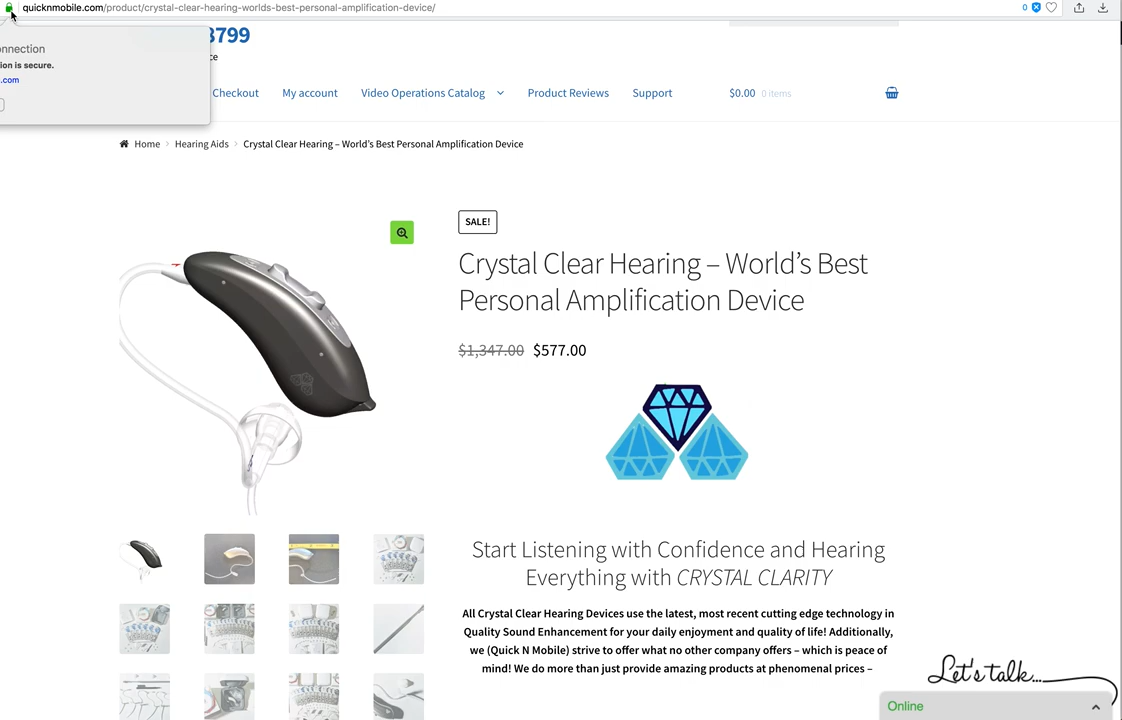 quicknmobile.com/product/crystal-clear-hearing-worlds-best-personal-amplification-device/
0
3799
onnection
ion is secure.
.com
ce
Checkout My account Video Operations Catalog Product Reviews Support $0.00 0 items
Home Hearing Aids Crystal Clear Hearing – World's Best Personal Amplification Device
SALE!
Crystal Clear Hearing – World's Best
Personal Amplification Device
$1,347.00 $577.00
Start Listening with Confidence and Hearing
Everything with CRYSTAL CLARITY
All Crystal Clear Hearing Devices use the latest, most recent cutting edge technology in
Quality Sound Enhancement for your daily enjoyment and quality of life! Additionally,
we (Quick N Mobile) strive to offer what no other company offers – which is peace of
mind! We do more than just provide amazing products at phenomenal prices –
Let's talk...
Online